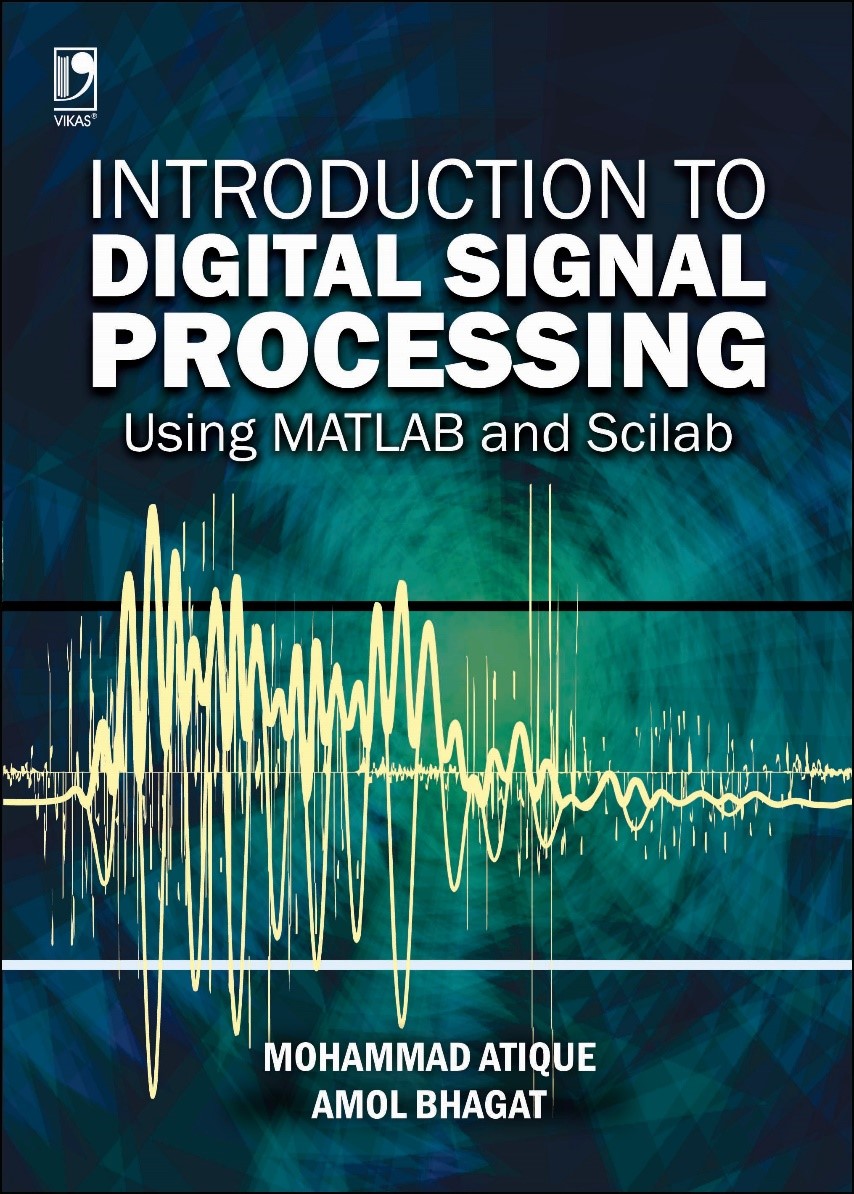 VIKAS®
INTRODUCTION TO
DIGITAL SIGNAL
PROCESSING
Using MATLAB and Scilab
MOHAMMAD ATIQUE
AMOL BHAGAT